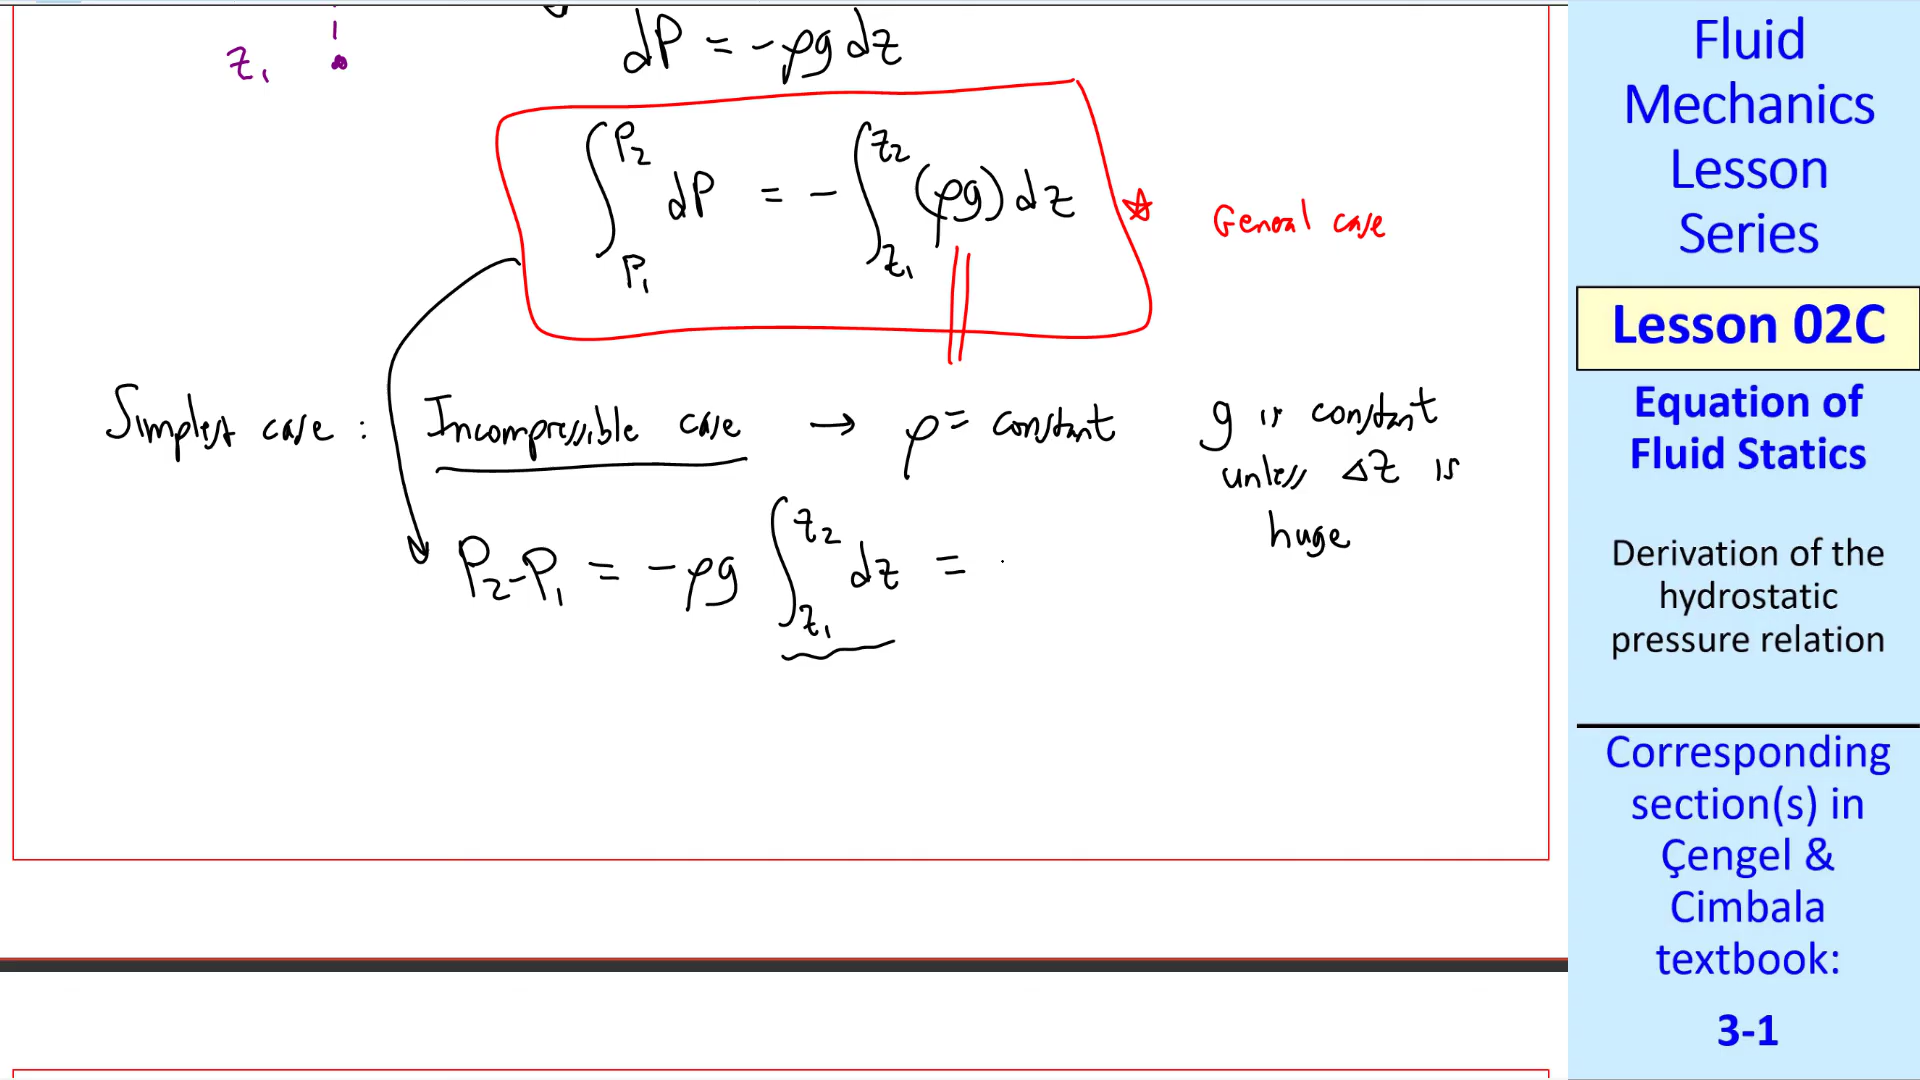 z₁
dP = -ρg dz
∫_{P₁}^{P₂} dP = - ∫_{z₁}^{z₂} (ρg) dz
General case
Simplest case : Incompressible case → ρ = constant
g is constant
unless Δz is
huge
P₂-P₁ = -ρg ∫_{z₁}^{z₂} dz =
Fluid
Mechanics
Lesson
Series
Lesson 02C
Equation of
Fluid Statics
Derivation of the
hydrostatic
pressure relation
Corresponding
section(s) in
Çengel &
Cimbala
textbook:
3-1